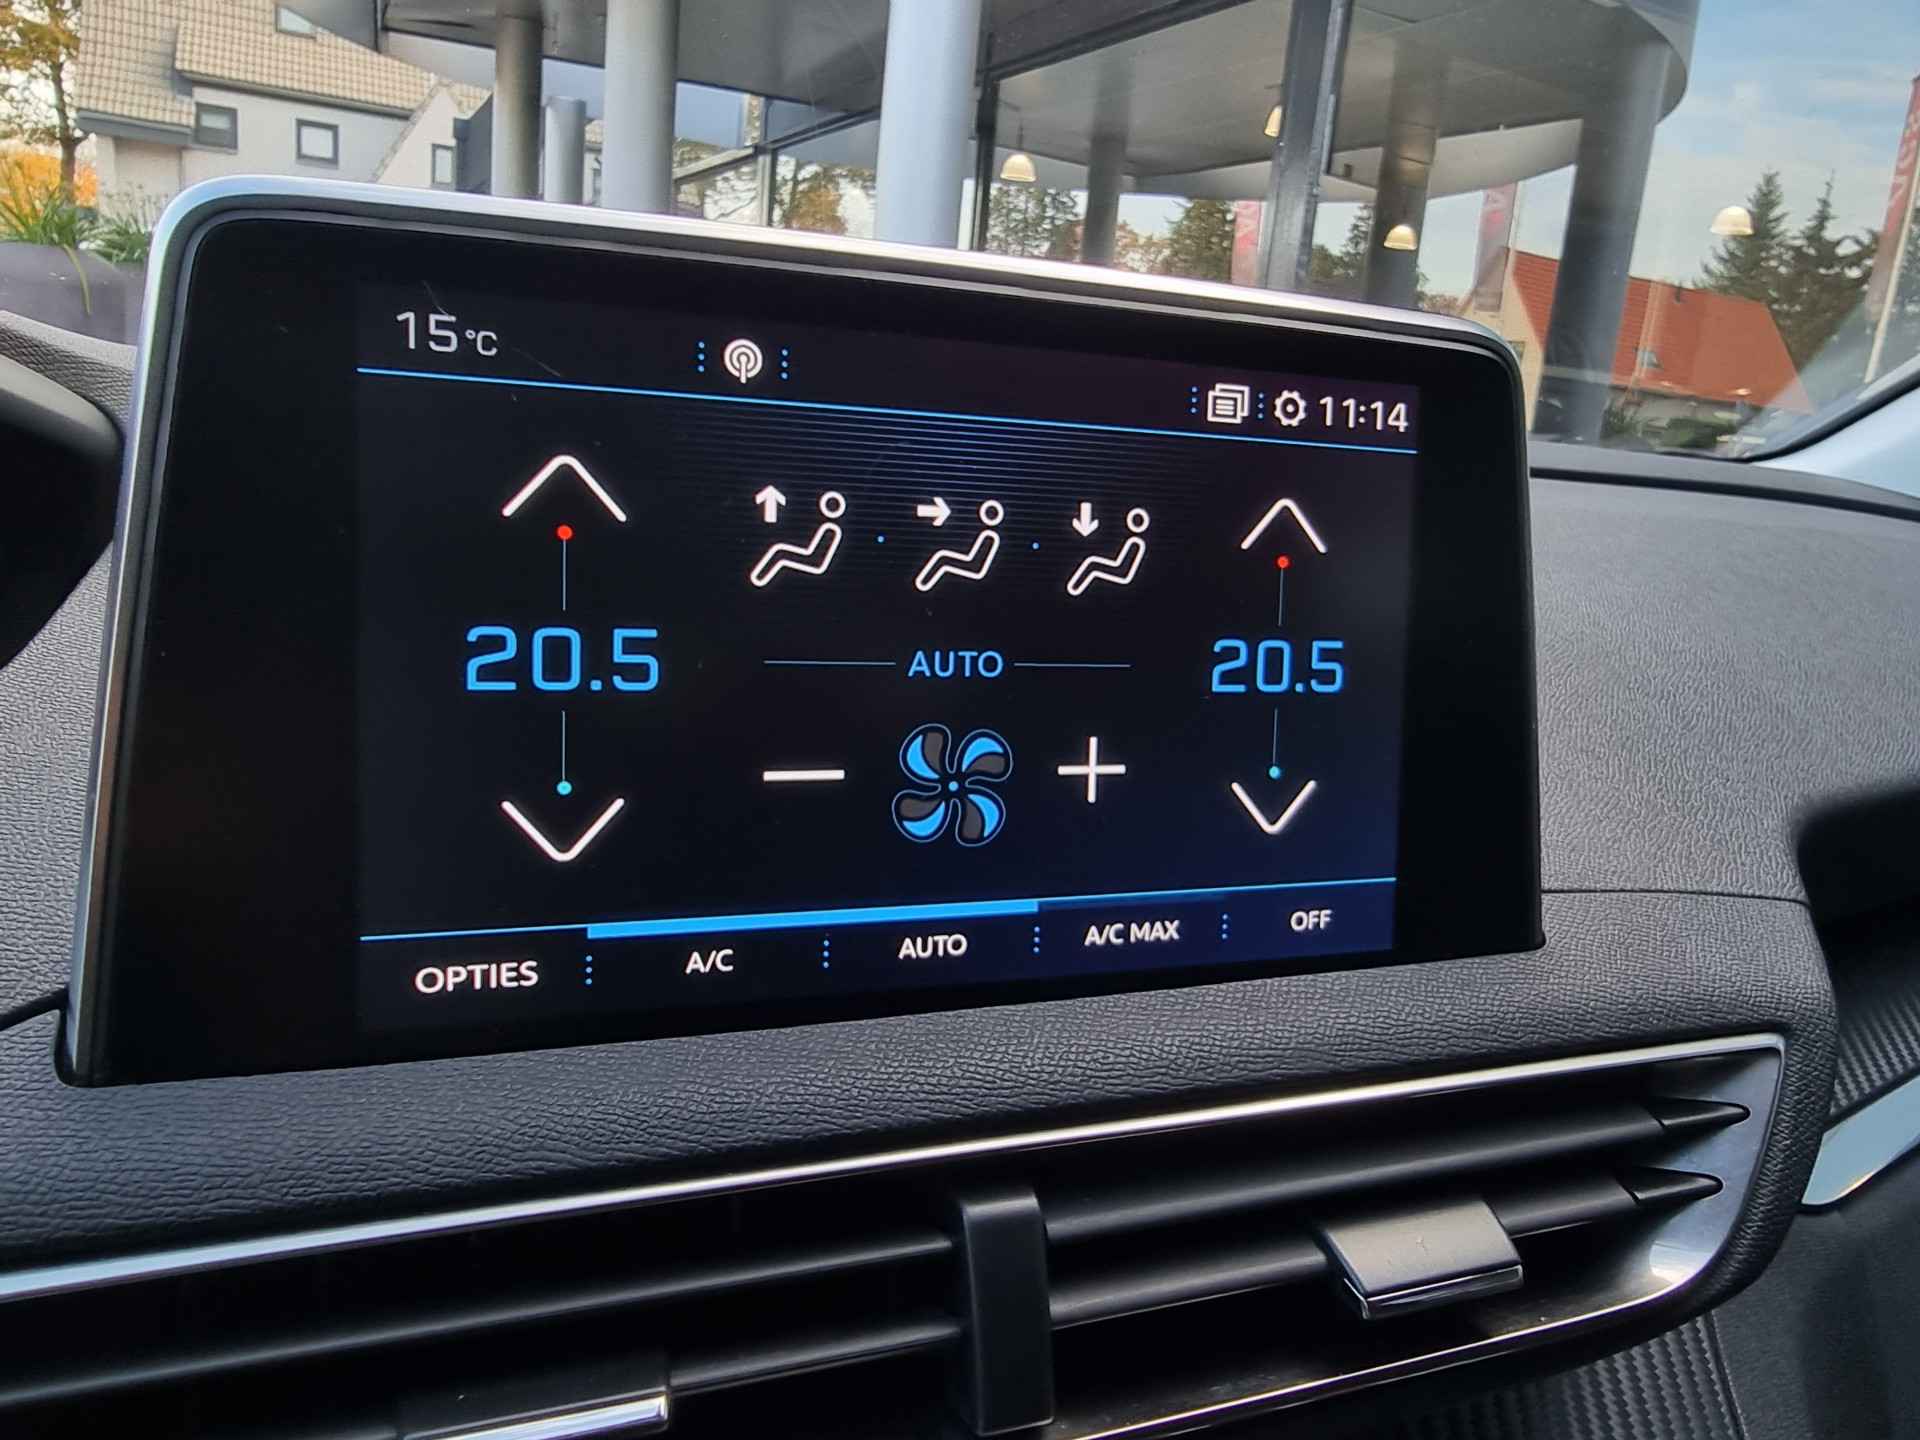 15 °C
11:14
20.5
AUTO
20.5
OPTIES
A/C
AUTO
A/C MAX
OFF